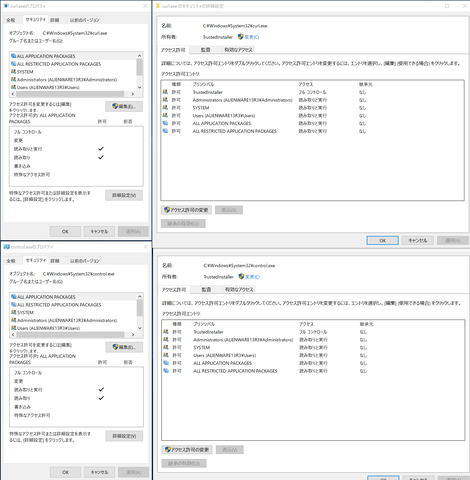 curl.exeのプロパティ
全般 セキュリティ 詳細 以前のバージョン
オブジェクト名: C:¥Windows¥System32¥curl.exe
グループ名またはユーザー名(G):
ALL APPLICATION PACKAGES
ALL RESTRICTED APPLICATION PACKAGES
SYSTEM
Administrators (ALIENWARE13R3¥Administrators)
Users (ALIENWARE13R3¥Users)
アクセス許可を変更するには[編集]
をクリックします。
編集(E)...
アクセス許可(P): ALL APPLICATION
PACKAGES 許可 拒否
フル コントロール
変更
読み取りと実行
読み取り
書き込み
特殊なアクセス許可
特殊なアクセス許可または詳細設定を表示するには、[詳細設定]をクリックします。
詳細設定(V)
OK キャンセル 適用(A)
curl.exe のセキュリティの詳細設定
名前: C:¥Windows¥System32¥curl.exe
所有者: TrustedInstaller 変更(C)
アクセス許可 監査 有効なアクセス
詳細については、アクセス許可エントリをダブルクリックしてください。アクセス許可エントリを変更するには、エントリを選択し、[編集] (使用できる場合) をクリックします。
アクセス許可エントリ:
種類 プリンシパル アクセス 継承元
許可 TrustedInstaller フル コントロール なし
許可 Administrators (ALIENWARE13R3¥Administrators) 読み取りと実行 なし
許可 SYSTEM 読み取りと実行 なし
許可 Users (ALIENWARE13R3¥Users) 読み取りと実行 なし
許可 ALL APPLICATION PACKAGES 読み取りと実行 なし
許可 ALL RESTRICTED APPLICATION PACKAGES 読み取りと実行 なし
アクセス許可の変更 表示(V)
継承の有効化(I)
OK キャンセル 適用(A)
control.exeのプロパティ
全般 セキュリティ 詳細 以前のバージョン
オブジェクト名: C:¥Windows¥System32¥control.exe
グループ名またはユーザー名(G):
ALL APPLICATION PACKAGES
ALL RESTRICTED APPLICATION PACKAGES
SYSTEM
Administrators (ALIENWARE13R3¥Administrators)
アクセス許可を変更するには[編集]
をクリックします。
編集(E)...
アクセス許可(P): ALL APPLICATION
PACKAGES 許可 拒否
フル コントロール
変更
読み取りと実行
読み取り
書き込み
特殊なアクセス許可
特殊なアクセス許可または詳細設定を表示するには、[詳細設定]をクリックします。
詳細設定(V)
OK キャンセル 適用(A)
名前: C:¥Windows¥System32¥control.exe
所有者: TrustedInstaller 変更(C)
アクセス許可 監査 有効なアクセス
詳細については、アクセス許可エントリをダブルクリックしてください。アクセス許可エントリを変更するには、エントリを選択し、[編集] (使用できる場合) をクリックします。
アクセス許可エントリ:
種類 プリンシパル アクセス 継承元
許可 TrustedInstaller フル コントロール なし
許可 Administrators (ALIENWARE13R3¥Administrators) 読み取りと実行 なし
許可 SYSTEM 読み取りと実行 なし
許可 Users (ALIENWARE13R3¥Users) 読み取りと実行 なし
許可 ALL APPLICATION PACKAGES 読み取りと実行 なし
許可 ALL RESTRICTED APPLICATION PACKAGES 読み取りと実行 なし
アクセス許可の変更 表示(V)
継承の有効化(I)
OK キャンセル 適用(A)